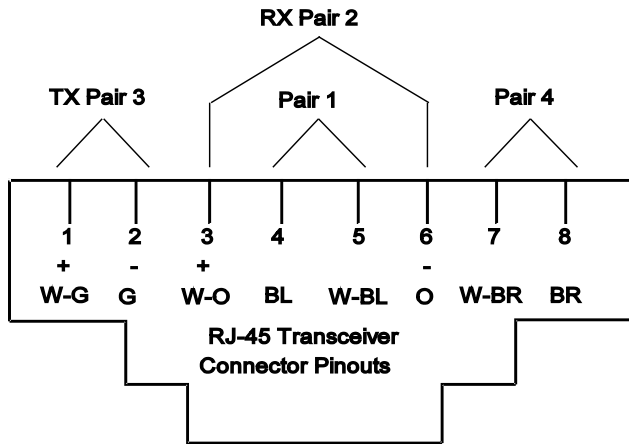 RX Pair 2
TX Pair 3 Pair 1 Pair 4
1 2 3 4 5 6 7 8
+ - + -
W-G G W-O BL W-BL O W-BR BR
RJ-45 Transceiver
Connector Pinouts